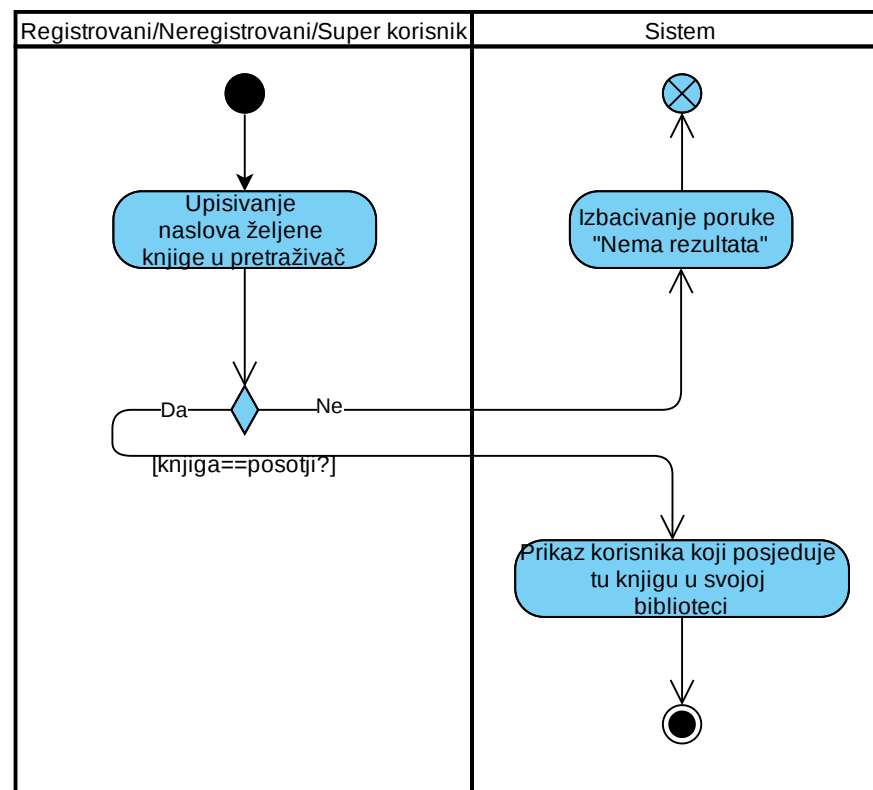 Registrovani/Neregistrovani/Super korisnik
Sistem
Upisivanje
naslova željene
knjige u pretraživač
Izbacivanje poruke
"Nema rezultata"
Da
Ne
[knjiga==posotji?]
Prikaz korisnika koji posjeduje
tu knjigu u svojoj
biblioteci